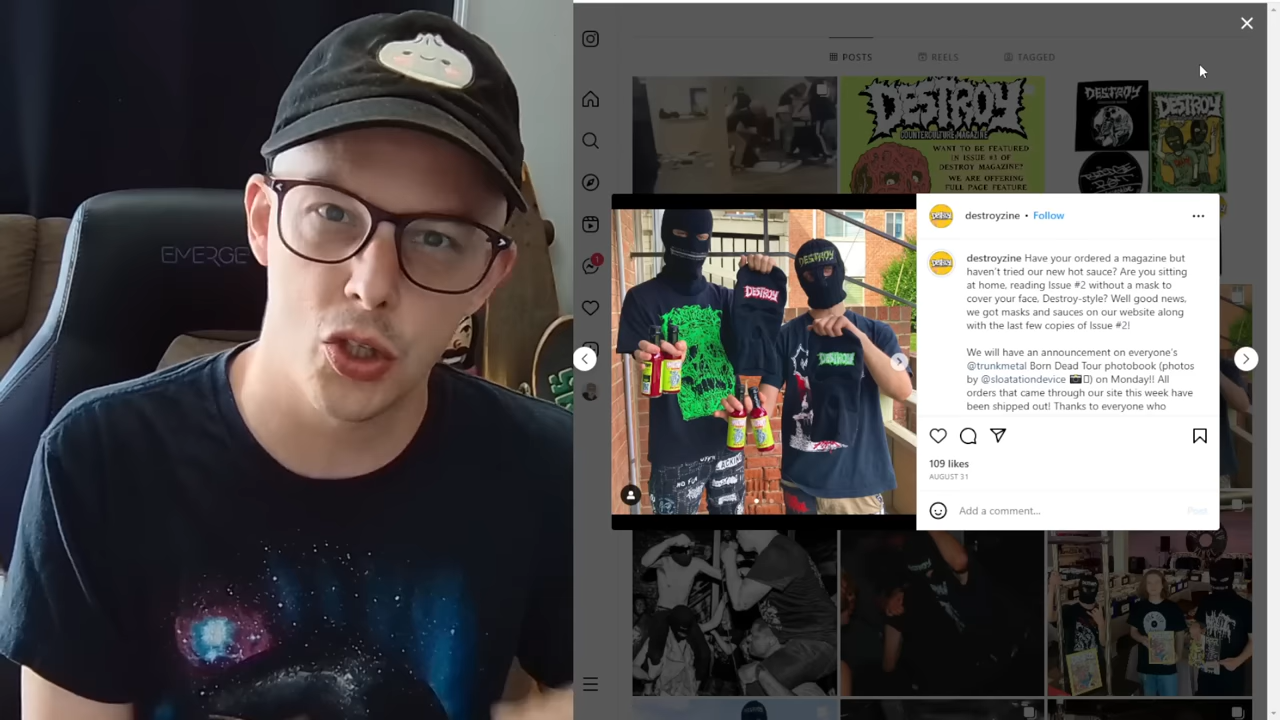 EMERGE
POSTS
REELS
TAGGED
DESTROY
COUNTERCULTURE MAGAZINE
WANT TO BE FEATURED
IN ISSUE #3 OF
DESTROY MAGAZINE?
WE ARE OFFERING
FULL PAGE FEATURE
DESTROY
DESTROY
1
destroyzine • Follow
destroyzine Have your ordered a magazine but
haven't tried our new hot sauce? Are you sitting
at home, reading Issue #2 without a mask to
cover your face, Destroy-style? Well good news,
we got masks and sauces on our website along
with the last few copies of Issue #2!
We will have an announcement on everyone's
@trunkmetal Born Dead Tour photobook (photos
by @sloatationdevice 📷) on Monday!! All
orders that came through our site this week have
been shipped out! Thanks to everyone who
109 likes
AUGUST 31
Add a comment...
Post
DESTROY
DESTROY
DESTROY